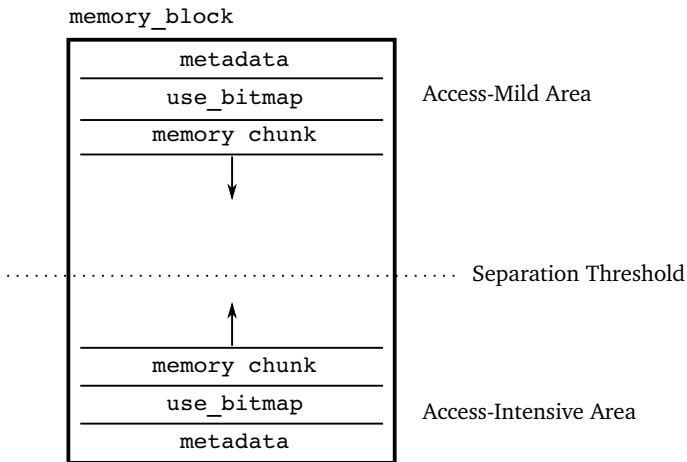 memory_block
metadata
use_bitmap
Access-Mild Area
memory chunk
Separation Threshold
memory chunk
use_bitmap
Access-Intensive Area
metadata